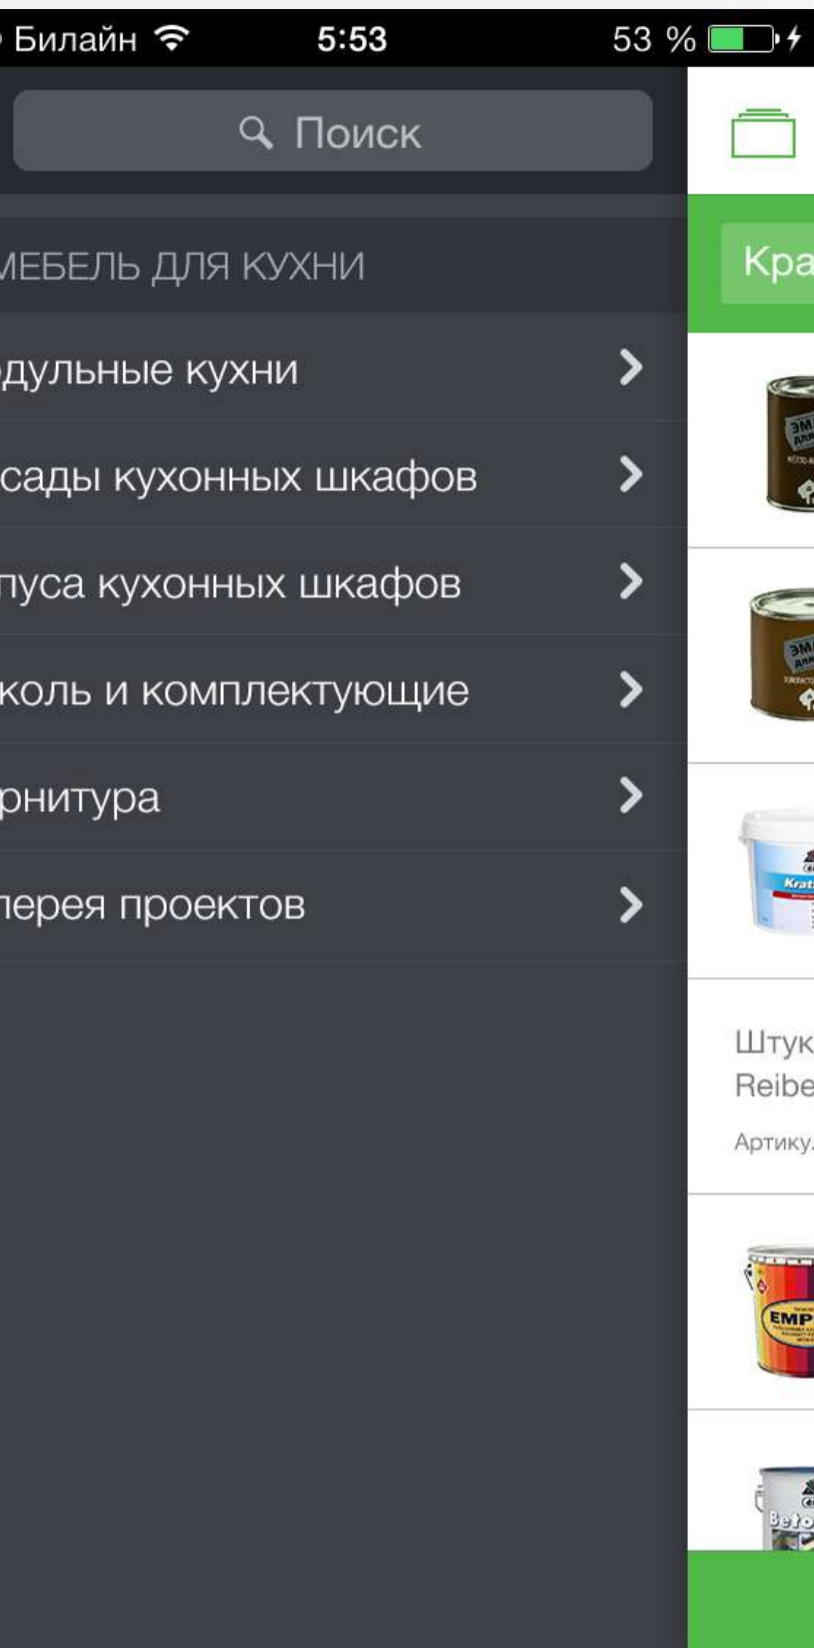 Билайн 5:53 53 %
Поиск
МЕБЕЛЬ ДЛЯ КУХНИ
дульные кухни
сады кухонных шкафов
пуса кухонных шкафов
коль и комплектующие
рнитура
лерея проектов
Кра
Штук
Reibe
Артику
EMP